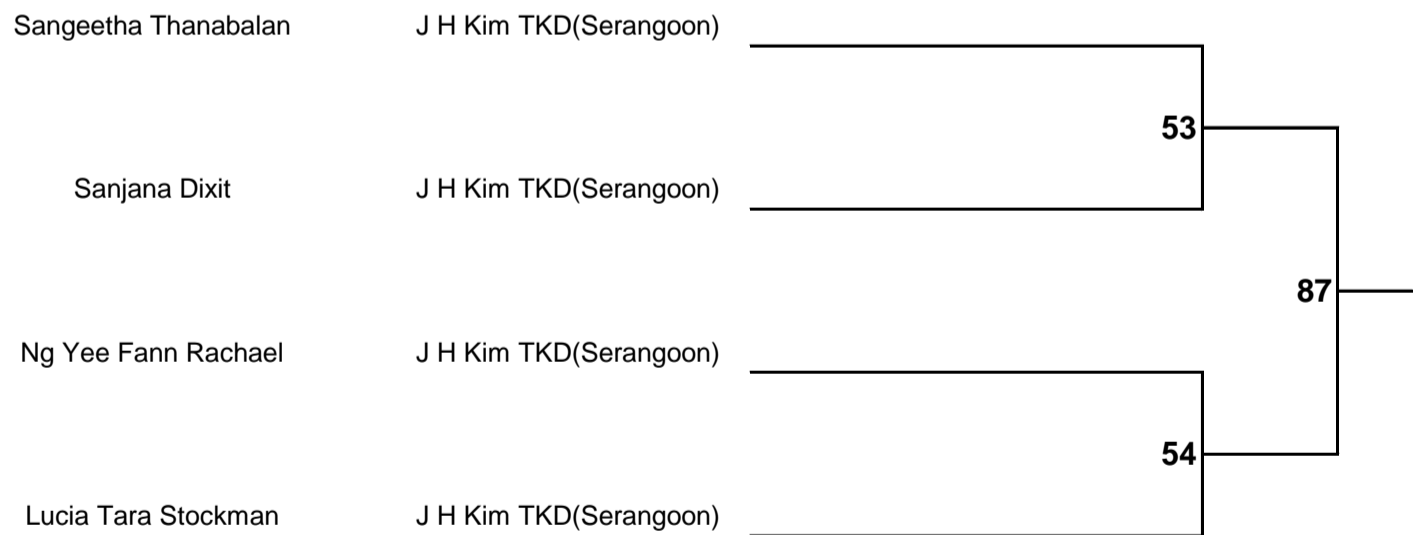 Sangeetha Thanabalan J H Kim TKD(Serangoon)
53
Sanjana Dixit J H Kim TKD(Serangoon)
87
Ng Yee Fann Rachael J H Kim TKD(Serangoon)
54
Lucia Tara Stockman J H Kim TKD(Serangoon)